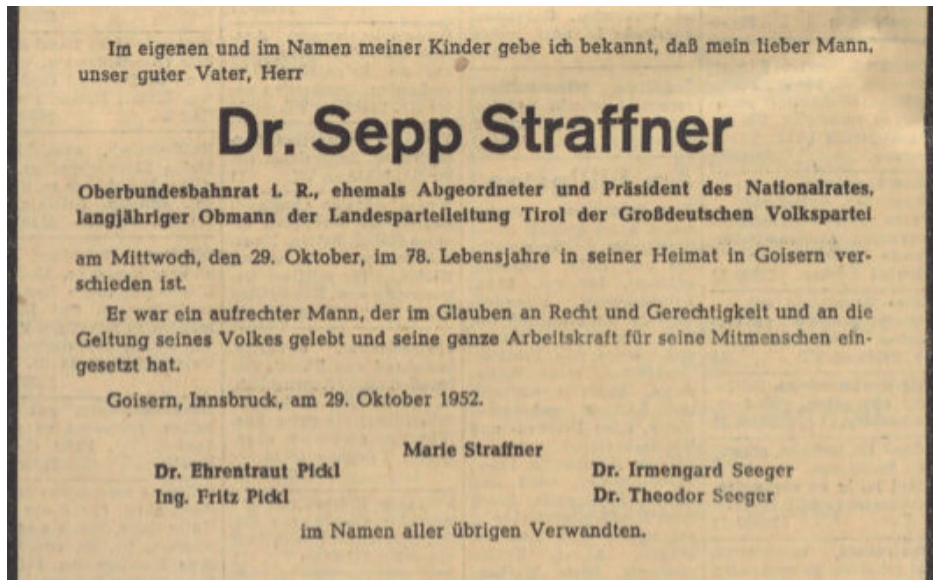 Im eigenen und im Namen meiner Kinder gebe ich bekannt, daß mein lieber Mann,
unser guter Vater, Herr
Dr. Sepp Straffner
Oberbundesbahnrat i. R., ehemals Abgeordneter und Präsident des Nationalrates,
langjähriger Obmann der Landesparteileitung Tirol der Großdeutschen Volkspartei
am Mittwoch, den 29. Oktober, im 78. Lebensjahre in seiner Heimat in Goisern ver-
schieden ist.
Er war ein aufrechter Mann, der im Glauben an Recht und Gerechtigkeit und an die
Geltung seines Volkes gelebt und seine ganze Arbeitskraft für seine Mitmenschen ein-
gesetzt hat.
Goisern, Innsbruck, am 29. Oktober 1952.
Marie Straffner
Dr. Ehrentraut Pickl Dr. Irmengard Seeger
Ing. Fritz Pickl Dr. Theodor Seeger
im Namen aller übrigen Verwandten.